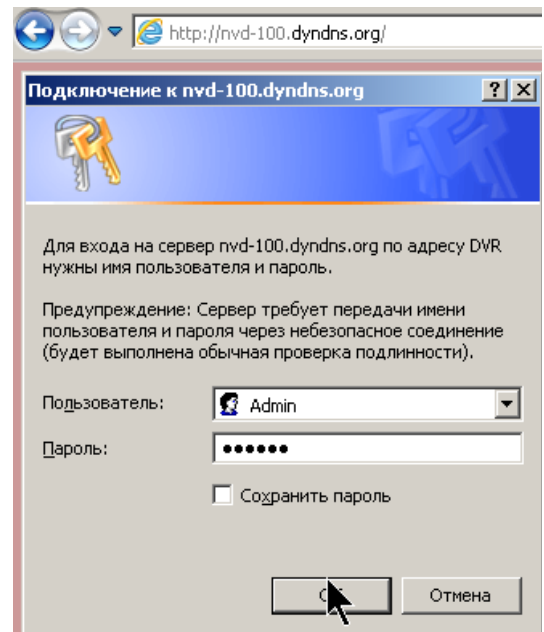 http://nvd-100.dyndns.org/
Подключение к nvd-100.dyndns.org
Для входа на сервер nvd-100.dyndns.org по адресу DVR
нужны имя пользователя и пароль.
Предупреждение: Сервер требует передачи имени
пользователя и пароля через небезопасное соединение
(будет выполнена обычная проверка подлинности).
Пользователь: Admin
Пароль: ●●●●●●
Сохранить пароль
Отмена